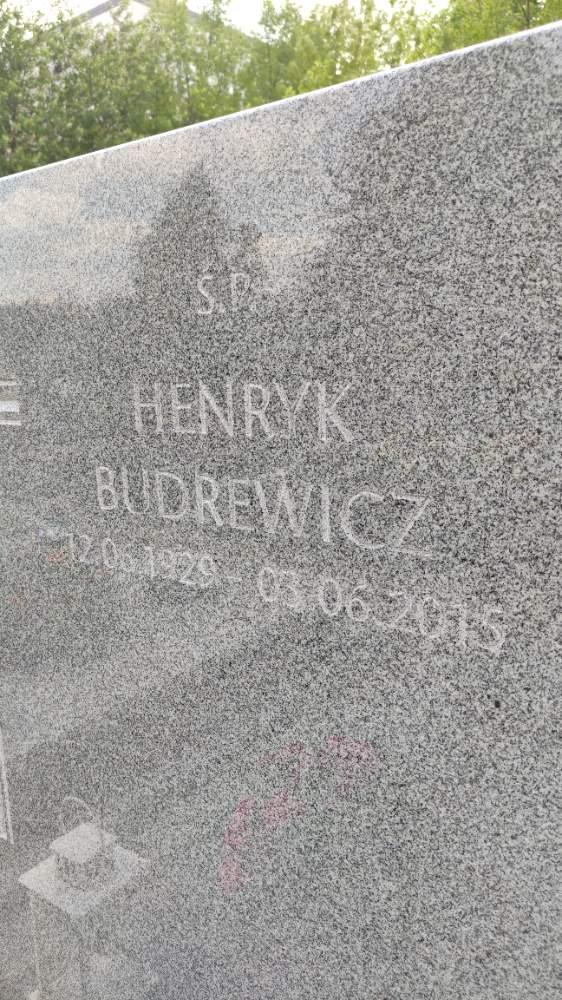 Ś.P.
HENRYK
BUDREWICZ
12.06.1929 - 03.06.2015